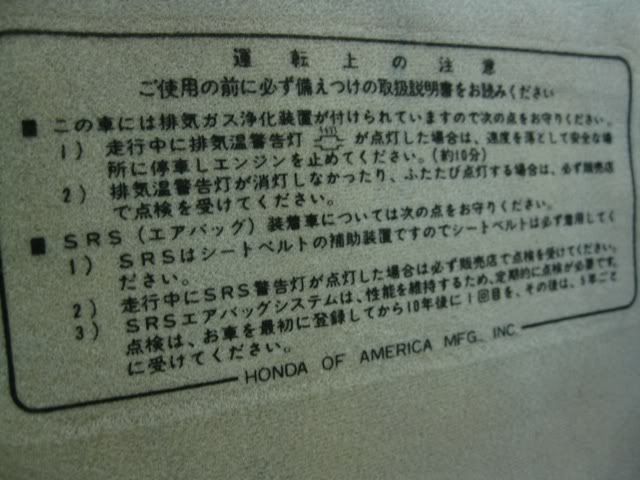 運転上の注意
ご使用の前に必ず備えつけの取扱説明書をお読みください
■ この車には排気ガス浄化装置が付けられていますので次の点をお守りください。
1) 走行中に排気温警告灯 が点灯した場合は、速度を落として安全な場
所に停車しエンジンを止めてください。(約10分)
2) 排気温警告灯が消灯しなかったり、ふたたび点灯する場合は、必ず販売店
で点検を受けてください。
■ SRS (エアバッグ) 装着車については次の点をお守りください。
1) SRSはシートベルトの補助装置ですのでシートベルトは必ず着用してく
ださい。
2) 走行中にSRS警告灯が点灯した場合は必ず販売店で点検を受けてください。
3) SRSエアバッグシステムは、性能を維持するため、定期的に点検が必要です。
点検は、お車を最初に登録してから10年後に1回目を、その後は、5年ごと
に受けてください。
HONDA OF AMERICA MFG., INC.